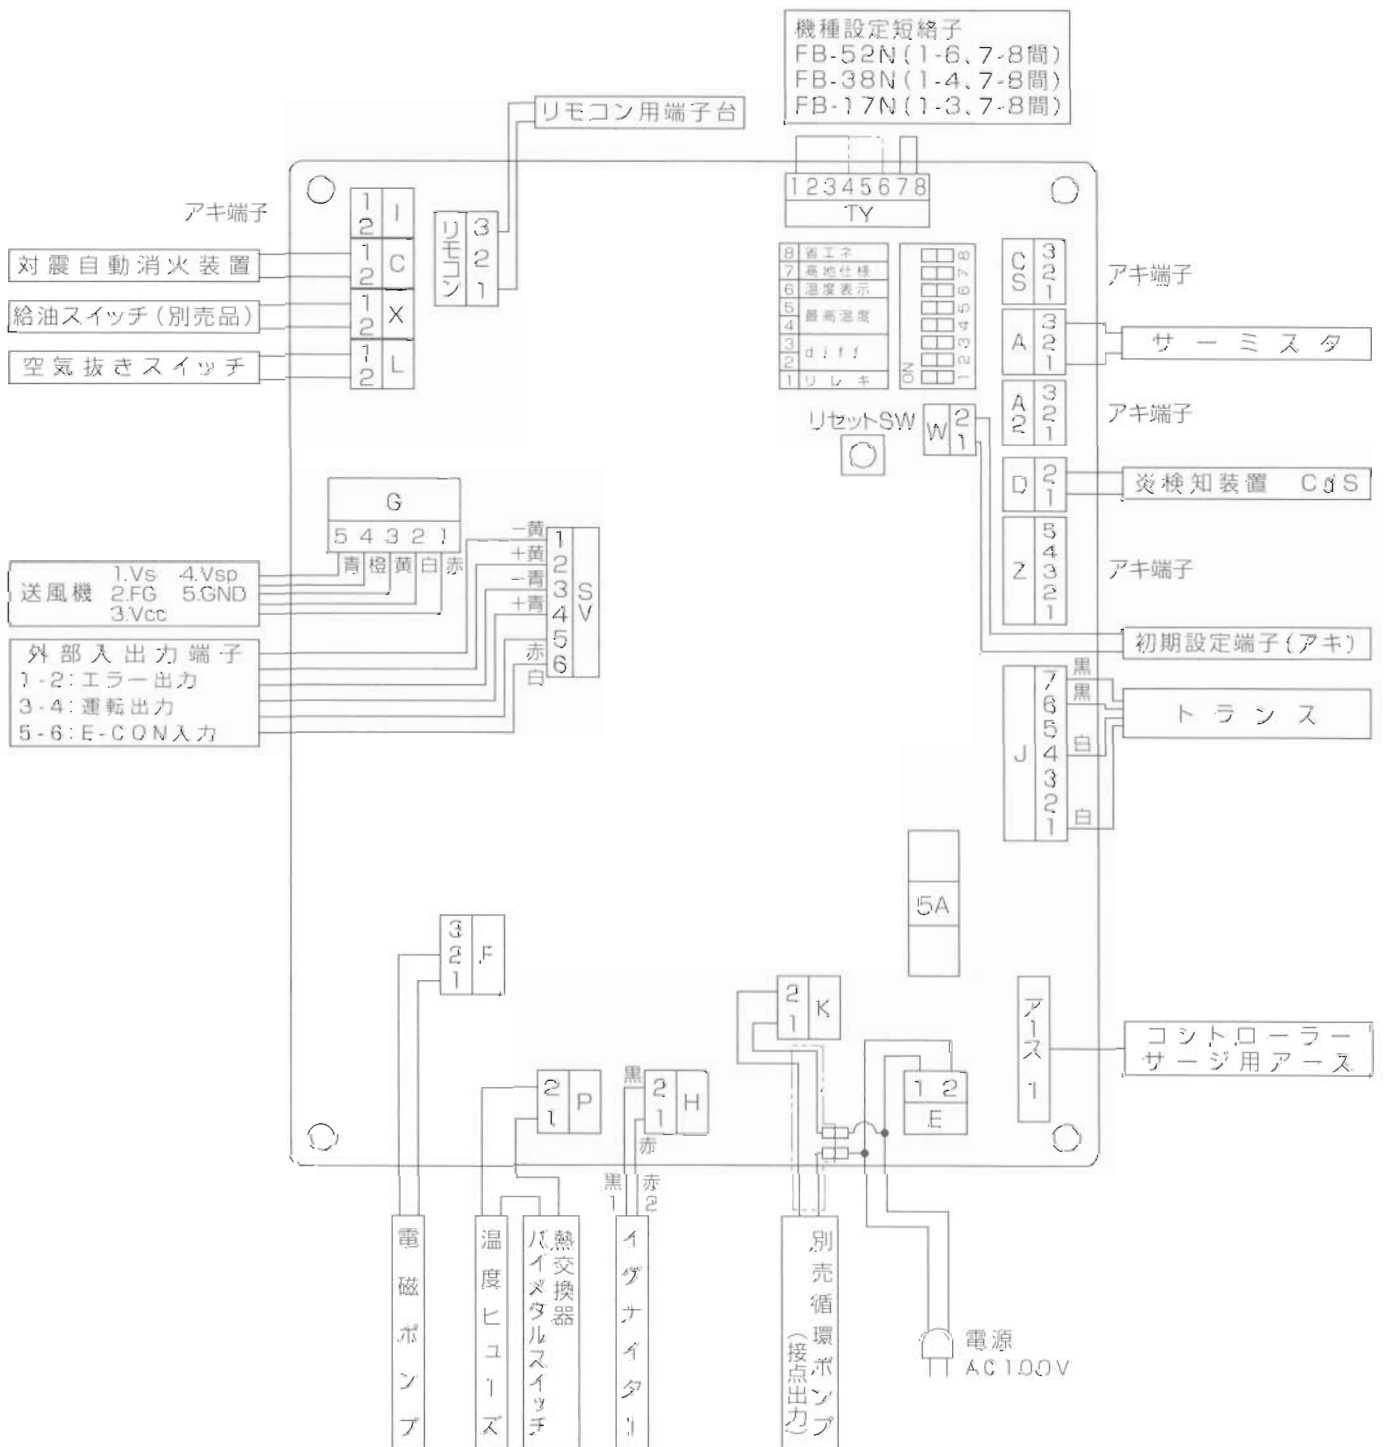 機種設定短絡子
FB-52N(1-6、7-8間)
FB-38N(1-4、7-8間)
FB-17N(1-3、7-8間)
リモコン用端子台
12345678
TY
アキ端子
1 2 I
対震自動消火装置
1 2 C
給油スイッチ(別売品)
1 2 X
空気抜きスイッチ
1 2 L
リモコン
3
2
1
8 省エネ
7 高地仕様
6 温度表示
5 4 最高温度
3 2 diff
1 リレキ
ON
1 2 3 4 5 6 7 8
CS
3
2
1
アキ端子
A
3
2
1
サーミスタ
A2
3
2
1
アキ端子
リセットSW
W
2
1
D
2
1
炎検知装置 CdS
Z
5
4
3
2
1
アキ端子
初期設定端子(アキ)
G
5 4 3 2 1
青 橙 黄 白 赤
送風機
1.Vs 4.Vsp
2.FG 5.GND
3.Vcc
外部入出力端子
1-2:エラー出力
3-4:運転出力
5-6:E-CON入力
-黄
+黄
-青
+青
赤
白
1
2
3
4
5
6
SV
J
7
6
5
4
3
2
1
黒
黒
白
白
トランス
5A
3
2
1
F
2
1
K
アース1
コントローラー
サージ用アース
2
1
P
黒
2
1
H
赤
1 2
E
黒 赤
1 2
電磁ポンプ
温度ヒューズ
熱交換器
バイメタルスイッチ
イグナイター
別売循環ポンプ
(接点出力)
電源
AC100V